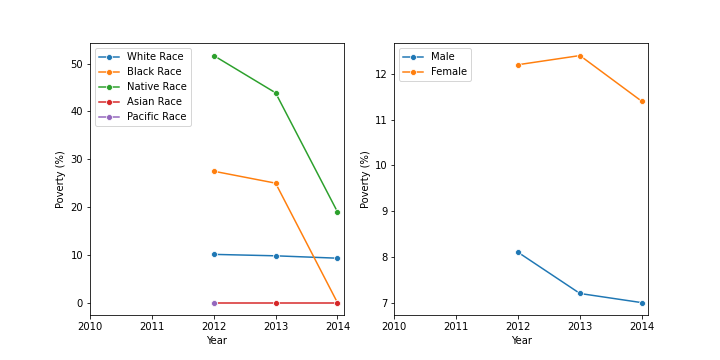 White Race
Black Race
Native Race
Asian Race
Pacific Race
50
40
30
20
10
0
Poverty (%)
2010 2011 2012 2013 2014
Year
Male
Female
12
11
10
9
8
7
Poverty (%)
2010 2011 2012 2013 2014
Year